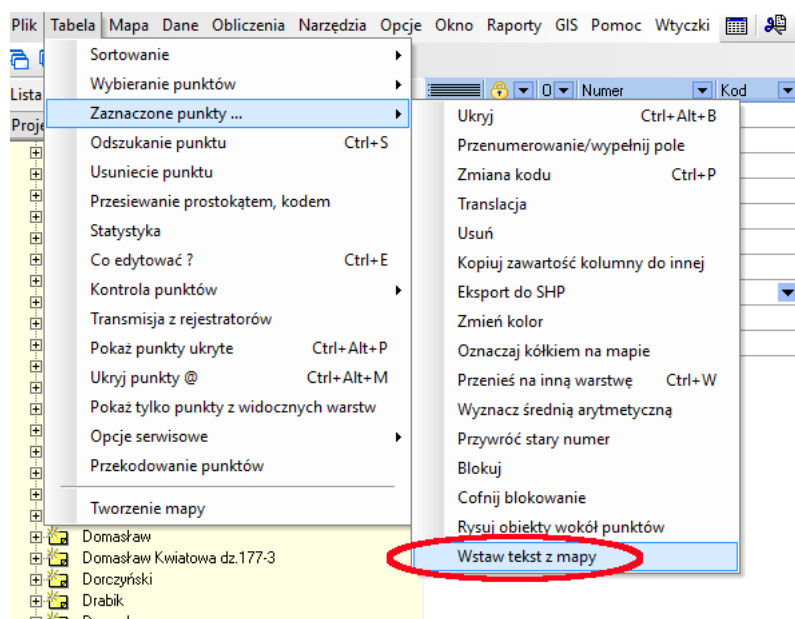 Plik Tabela Mapa Dane Obliczenia Narzędzia Opcje Okno Raporty GIS Pomoc Wtyczki
Lista
Proje
Sortowanie
Wybieranie punktów
Zaznaczone punkty ...
Odszukanie punktu Ctrl+S
Usuniecie punktu
Przesiewanie prostokątem, kodem
Statystyka
Co edytować ? Ctrl+E
Kontrola punktów
Transmisja z rejestratorów
Pokaż punkty ukryte Ctrl+Alt+P
Ukryj punkty @ Ctrl+Alt+M
Pokaż tylko punkty z widocznych warstw
Opcje serwisowe
Przekodowanie punktów
Tworzenie mapy
Domasław
Domasław Kwiatowa dz.177-3
Dorczyński
Drabik
O Numer Kod
Ukryj Ctrl+Alt+B
Przenumerowanie/wypełnij pole
Zmiana kodu Ctrl+P
Translacja
Usuń
Kopiuj zawartość kolumny do innej
Eksport do SHP
Zmień kolor
Oznaczaj kółkiem na mapie
Przenieś na inną warstwę Ctrl+W
Wyznacz średnią arytmetyczną
Przywróć stary numer
Blokuj
Cofnij blokowanie
Rysuj obiekty wokół punktów
Wstaw tekst z mapy